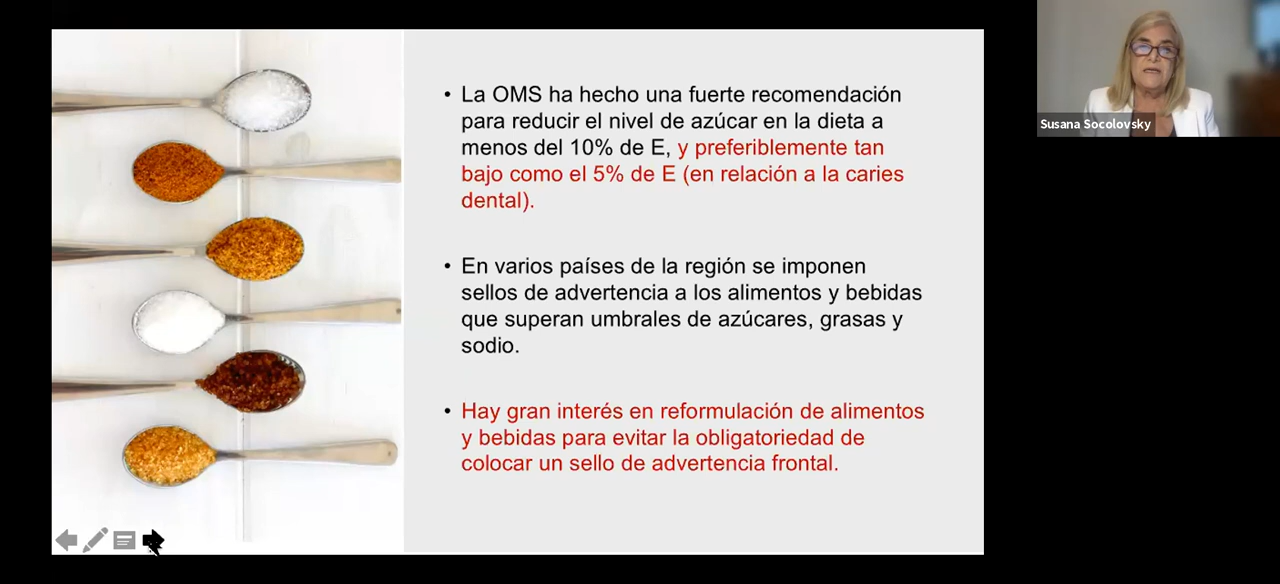 • La OMS ha hecho una fuerte recomendación
para reducir el nivel de azúcar en la dieta a
menos del 10% de E, y preferiblemente tan
bajo como el 5% de E (en relación a la caries
dental).
• En varios países de la región se imponen
sellos de advertencia a los alimentos y bebidas
que superan umbrales de azúcares, grasas y
sodio.
• Hay gran interés en reformulación de alimentos
y bebidas para evitar la obligatoriedad de
colocar un sello de advertencia frontal.
Susana Socolovsky